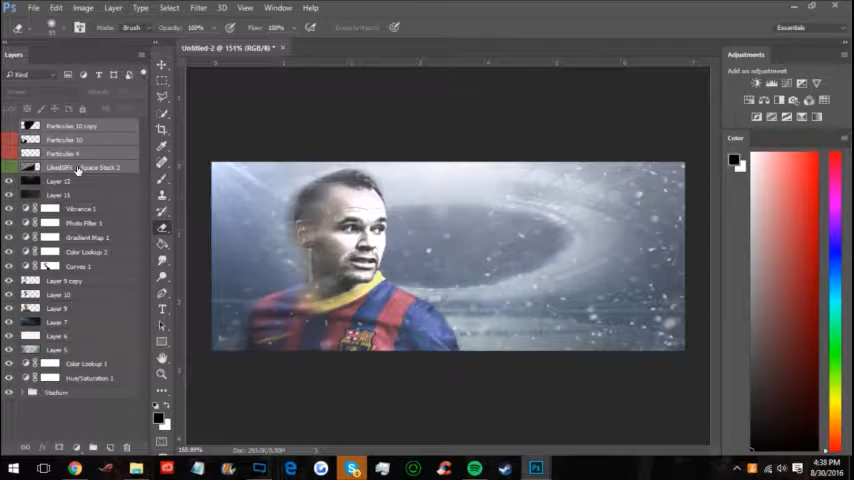 Ps File Edit Image Layer Type Select Filter 3D View Window Help
Mode: Brush Opacity: 100% Flow: 100%
Essentials
Layers
Untitled-2 @ 151% (RGB/8) *
Adjustments
Kind
Add an adjustment
Particules 10 copy
Color
Particules 10
Particules 4
Space Stock 2
Layer 12
Layer 11
Vibrance 1
Photo Filter 1
Gradient Map 1
Color Lookup 2
Curves 1
Layer 9 copy
Layer 10
Layer 9
Layer 7
Layer 6
Layer 5
Color Lookup 1
Hue/Saturation 1
Stadium
150.99%
4:38 PM
8/30/2016